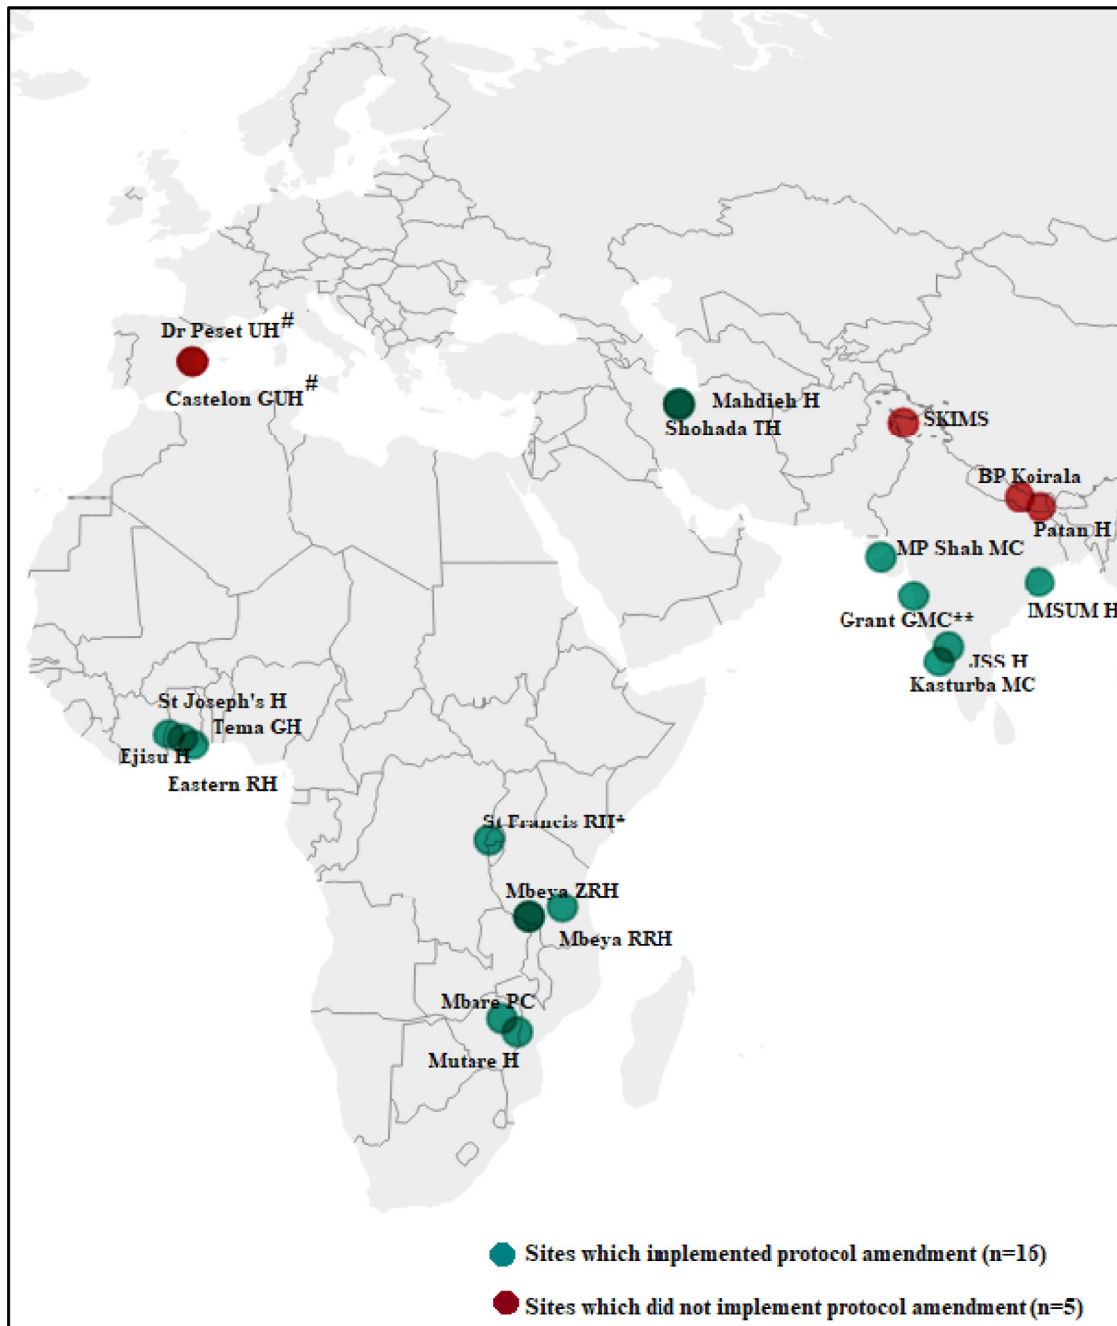 Dr Peset UH#
Castelon GUH#
Mahdieh H
Shohada TH
SKIMS
BP Koirala
Patan H
MP Shah MC
IMSUM H
Grant GMC**
JSS H
Kasturba MC
St Joseph's H
Tema GH
Ejisu H
Eastern RH
St Francis RH*
Mbeya ZRH
Mbeya RRH
Mbare PC
Mutare H
Sites which implemented protocol amendment (n=16)
Sites which did not implement protocol amendment (n=5)